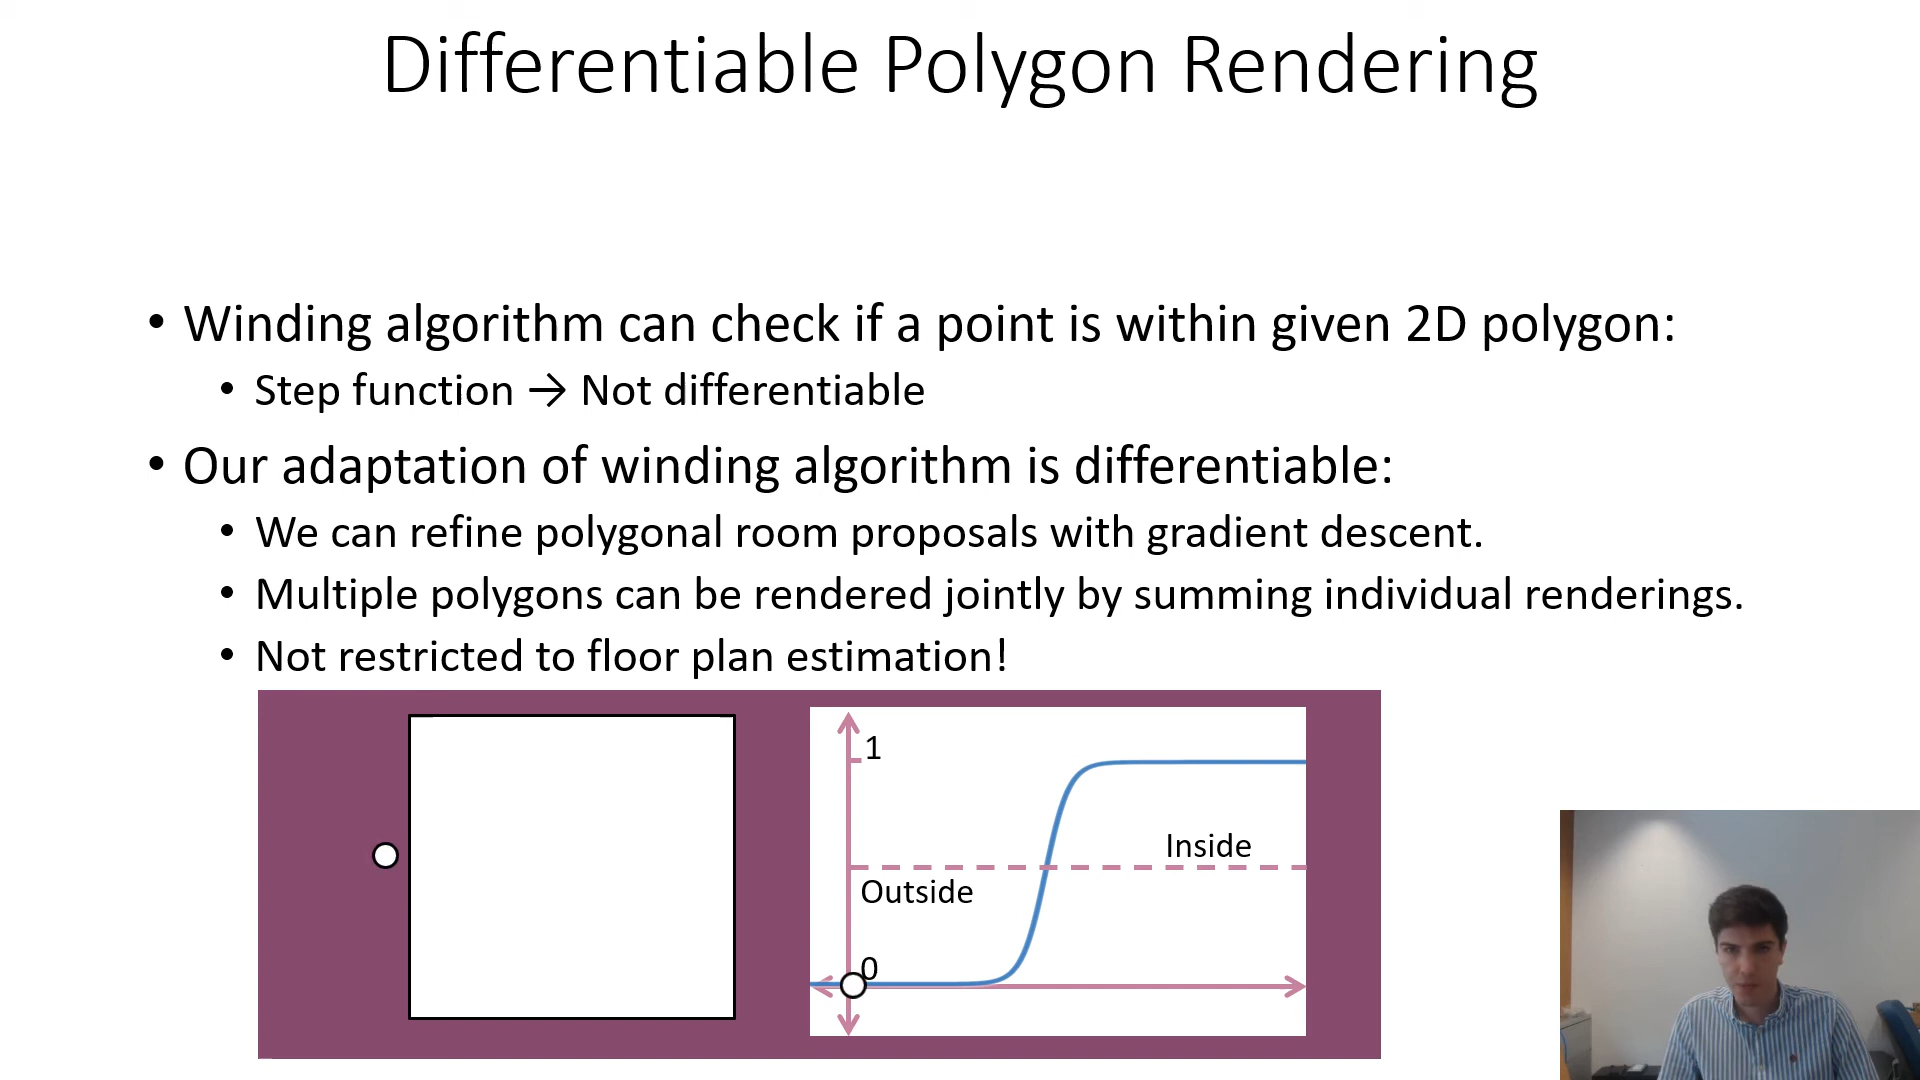 Differentiable Polygon Rendering
• Winding algorithm can check if a point is within given 2D polygon:
• Step function → Not differentiable
• Our adaptation of winding algorithm is differentiable:
• We can refine polygonal room proposals with gradient descent.
• Multiple polygons can be rendered jointly by summing individual renderings.
• Not restricted to floor plan estimation!
1
Inside
Outside
0